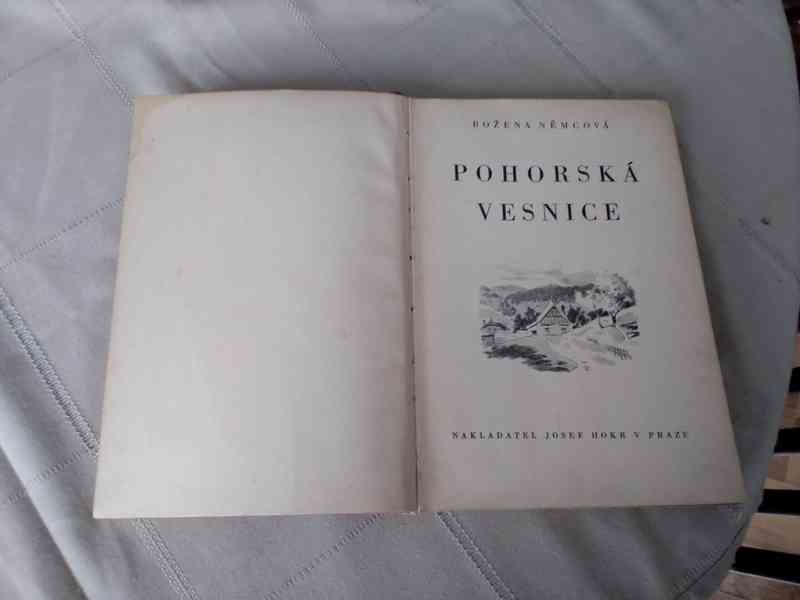 BOŽENA NĚMCOVÁ
POHORSKÁ
VESNICE
NAKLADATEL JOSEF HOKR V PRAZE